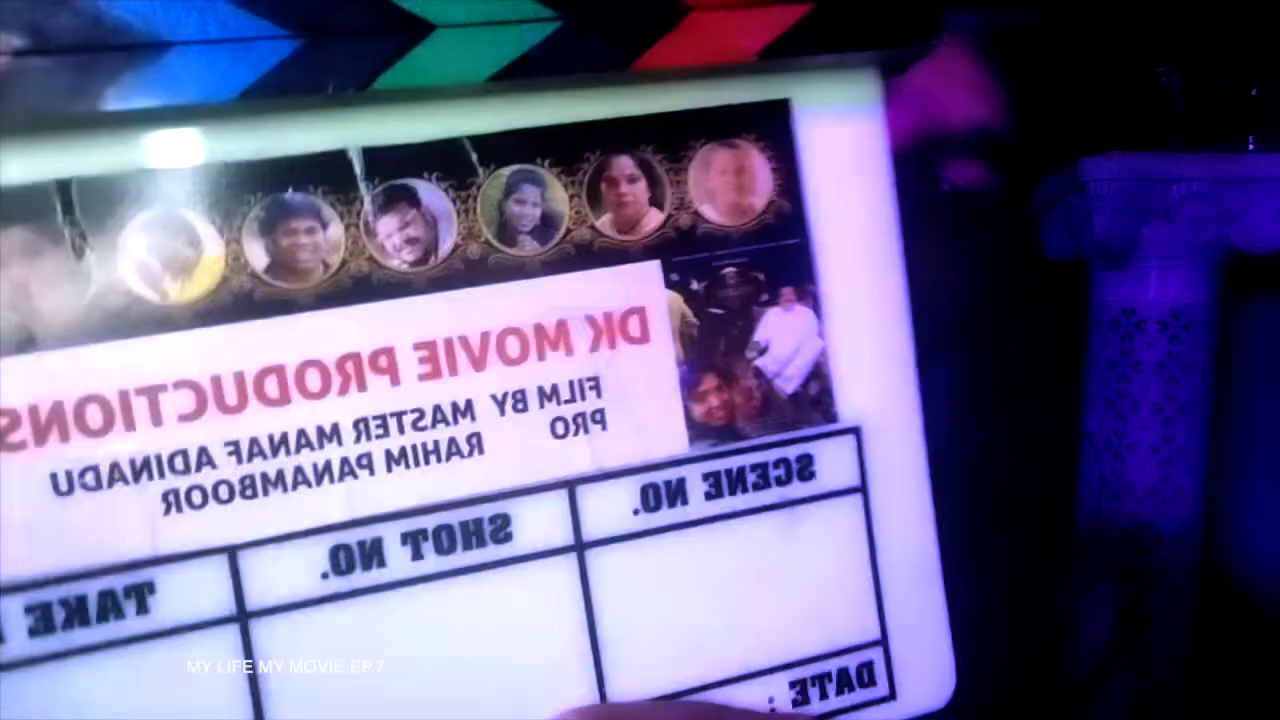 DK MOVIE PRODUCTIONS
FILM BY MASTER MANAF ADINADU
PRO RAHIM PANAMBOOR
SCENE NO. SHOT NO. TAKE
DATE :
MY LIFE MY MOVIE.EP.7